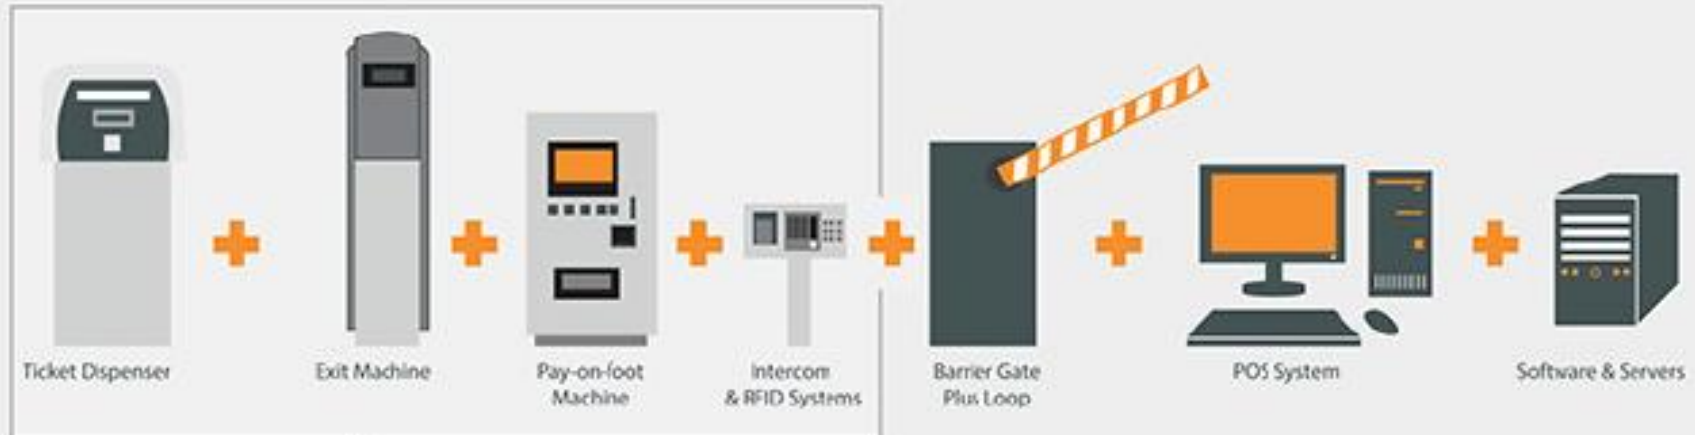 Ticket Dispenser
Exit Machine
Pay-on-foot
Machine
Intercom
& RFID Systems
Barrier Gate
Plus Loop
POS System
Software & Servers